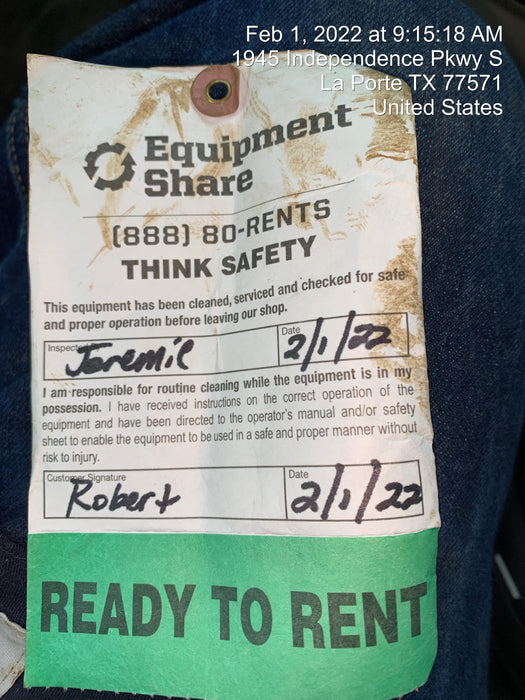 Feb 1, 2022 at 9:15:18 AM
1945 Independence Pkwy S
La Porte TX 77571
United States
Equipment
Share
(888) 80-RENTS
THINK SAFETY
This equipment has been cleaned, serviced and checked for safe
and proper operation before leaving our shop.
Inspected
Jeremie
Date
2/1/22
I am responsible for routine cleaning while the equipment is in my
possession. I have received instructions on the correct operation of the
equipment and have been directed to the operator's manual and/or safety
sheet to enable the equipment to be used in a safe and proper manner without
risk to injury.
Customer Signature
Robert
Date
2/1/22
READY TO RENT